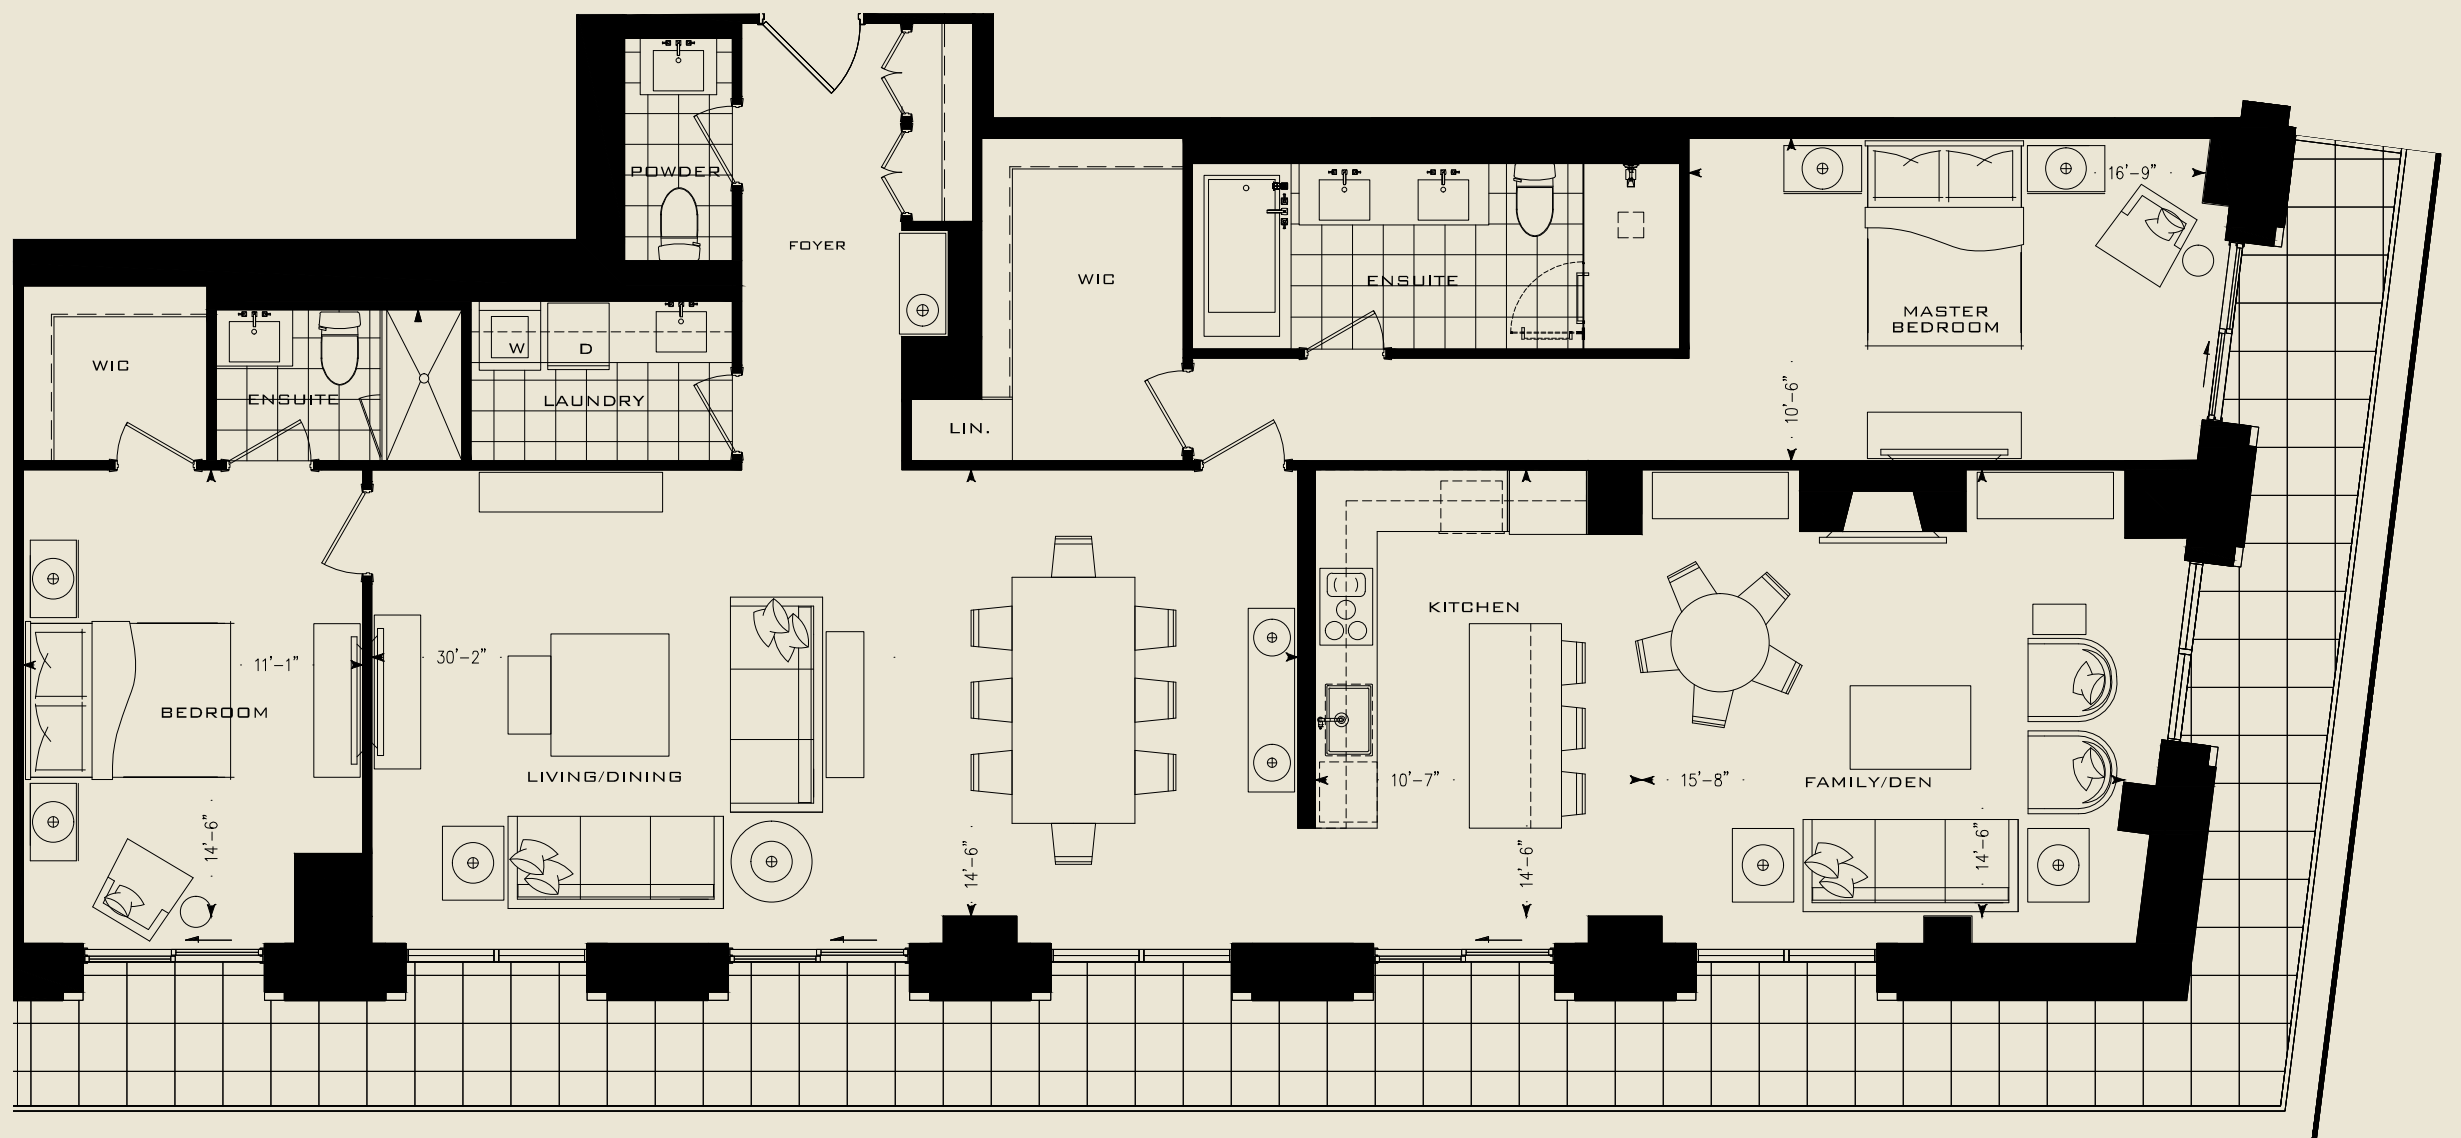 POWDER
16'-9"
FOYER
WIC
ENSUITE
MASTER
BEDROOM
W
D
WIC
ENSUITE
LAUNDRY
10'-6"
LIN.
KITCHEN
11'-1"
30'-2"
BEDROOM
LIVING/DINING
10'-7"
15'-8"
FAMILY/DEN
14'-6"
14'-6"
14'-6"
14'-6"